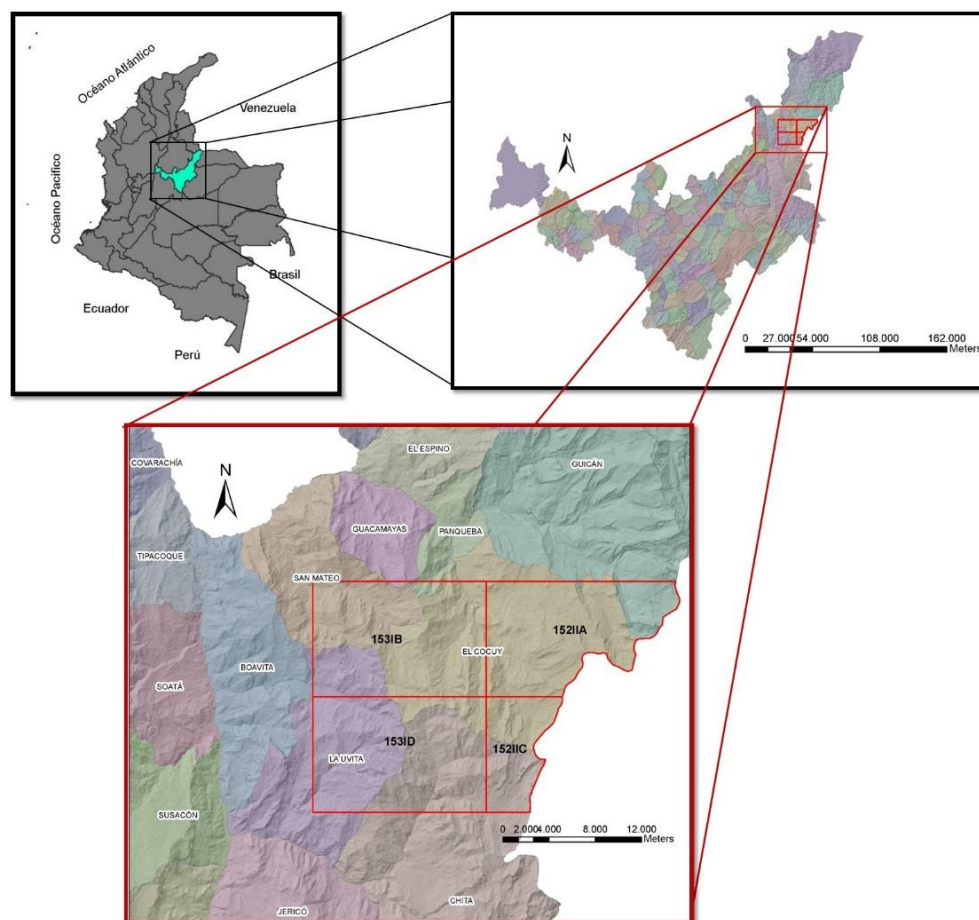 Océano Atlántico
Venezuela
Océano Pacífico
Brasil
Ecuador
Perú
N
0 27.000 54.000 108.000 162.000
Meters
COVARACHÍA
EL ESPINO
N
GUICÁN
GUACAMAYAS
PANQUEBA
TIPACOQUE
SAN MATEO
153IB
152IIA
EL COCUY
BOAVITA
SOATÁ
153ID
152IIC
LA UVITA
SUSACÓN
0 2.000 4.000 8.000 12.000
Meters
CHITA
JERICÓ